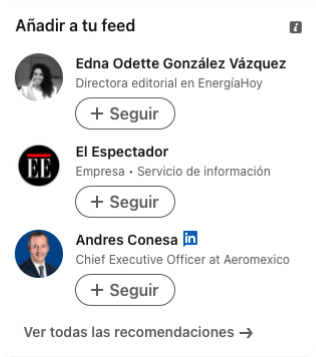 Añadir a tu feed
Edna Odette González Vázquez
Directora editorial en EnergíaHoy
+ Seguir
EE
El Espectador
Empresa • Servicio de información
+ Seguir
Andres Conesa in
Chief Executive Officer at Aeromexico
+ Seguir
Ver todas las recomendaciones →